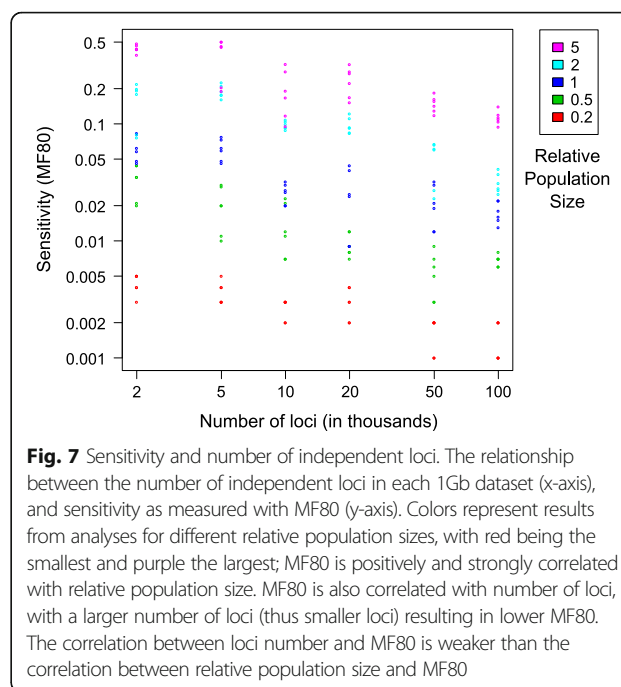 0.5
0.2
0.1
0.05
0.02
0.01
0.005
0.002
0.001
Sensitivity (MF80)
2
5
10
20
50
100
Number of loci (in thousands)
5
2
1
0.5
0.2
Relative
Population
Size
Fig. 7 Sensitivity and number of independent loci. The relationship
between the number of independent loci in each 1Gb dataset (x-axis),
and sensitivity as measured with MF80 (y-axis). Colors represent results
from analyses for different relative population sizes, with red being the
smallest and purple the largest; MF80 is positively and strongly correlated
with relative population size. MF80 is also correlated with number of loci,
with a larger number of loci (thus smaller loci) resulting in lower MF80.
The correlation between loci number and MF80 is weaker than the
correlation between relative population size and MF80